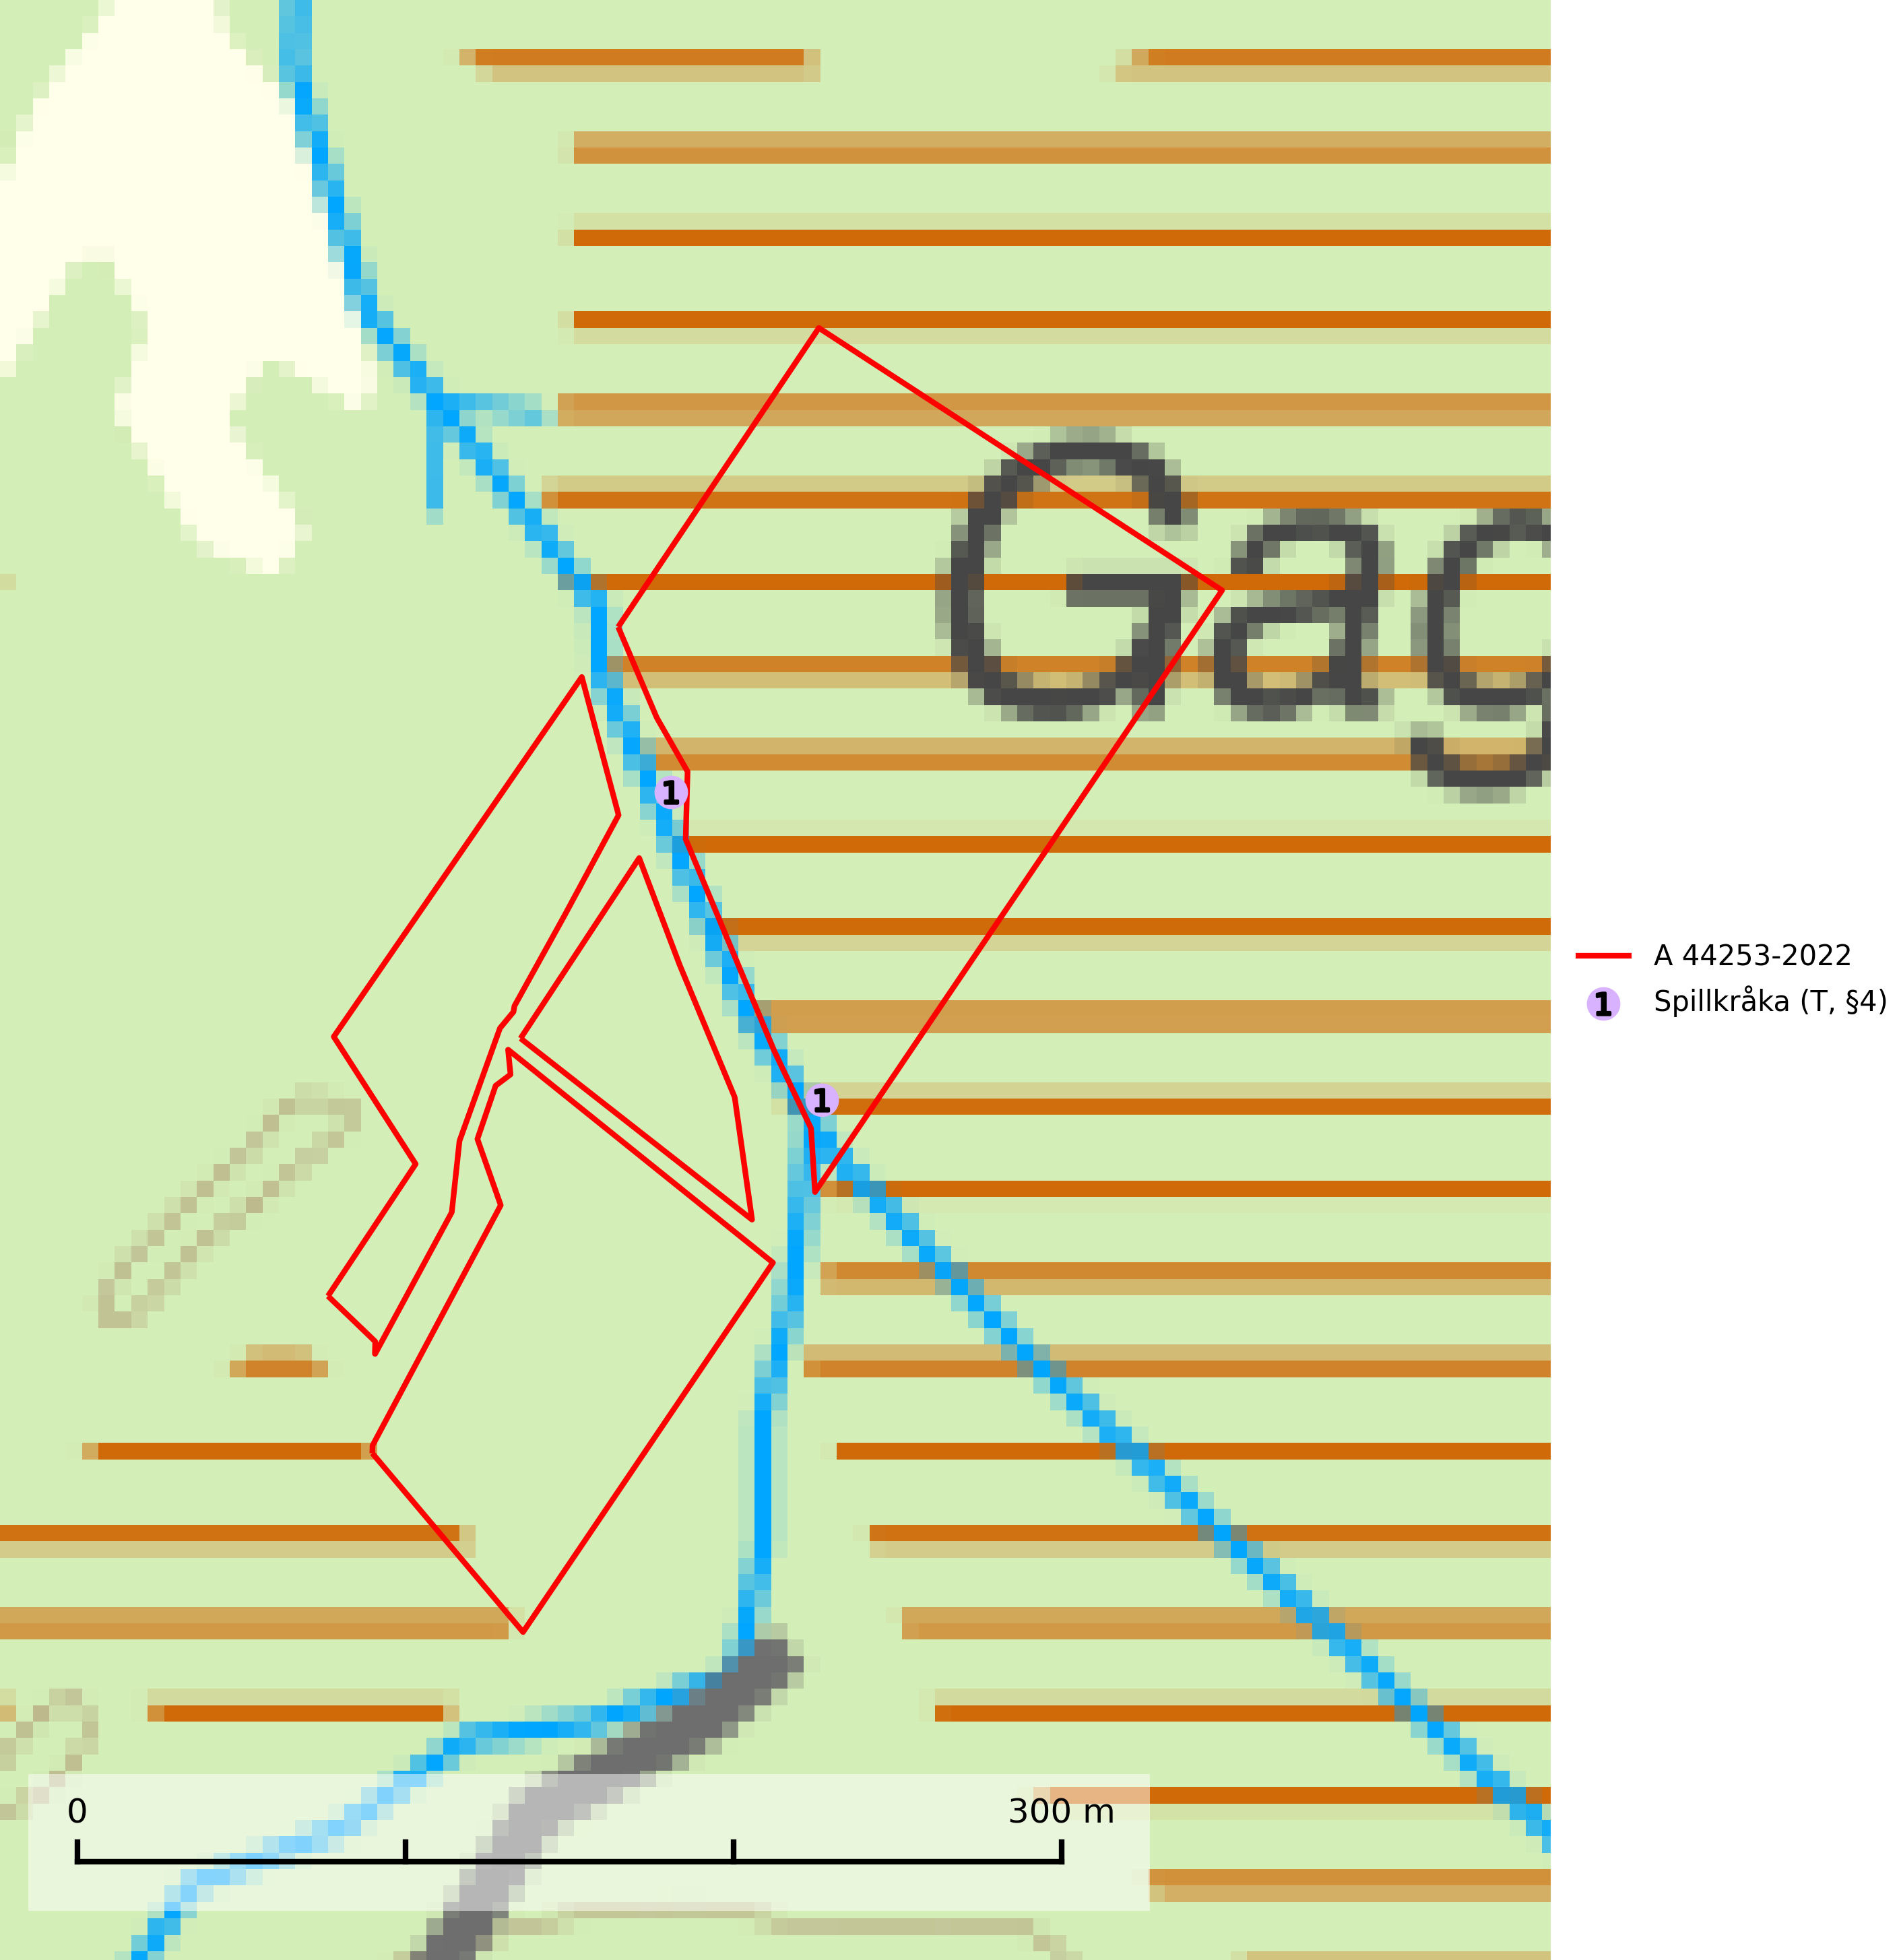 Gag
1
1
A 44253-2022
1 Spillkråka (T, §4)
0 300 m